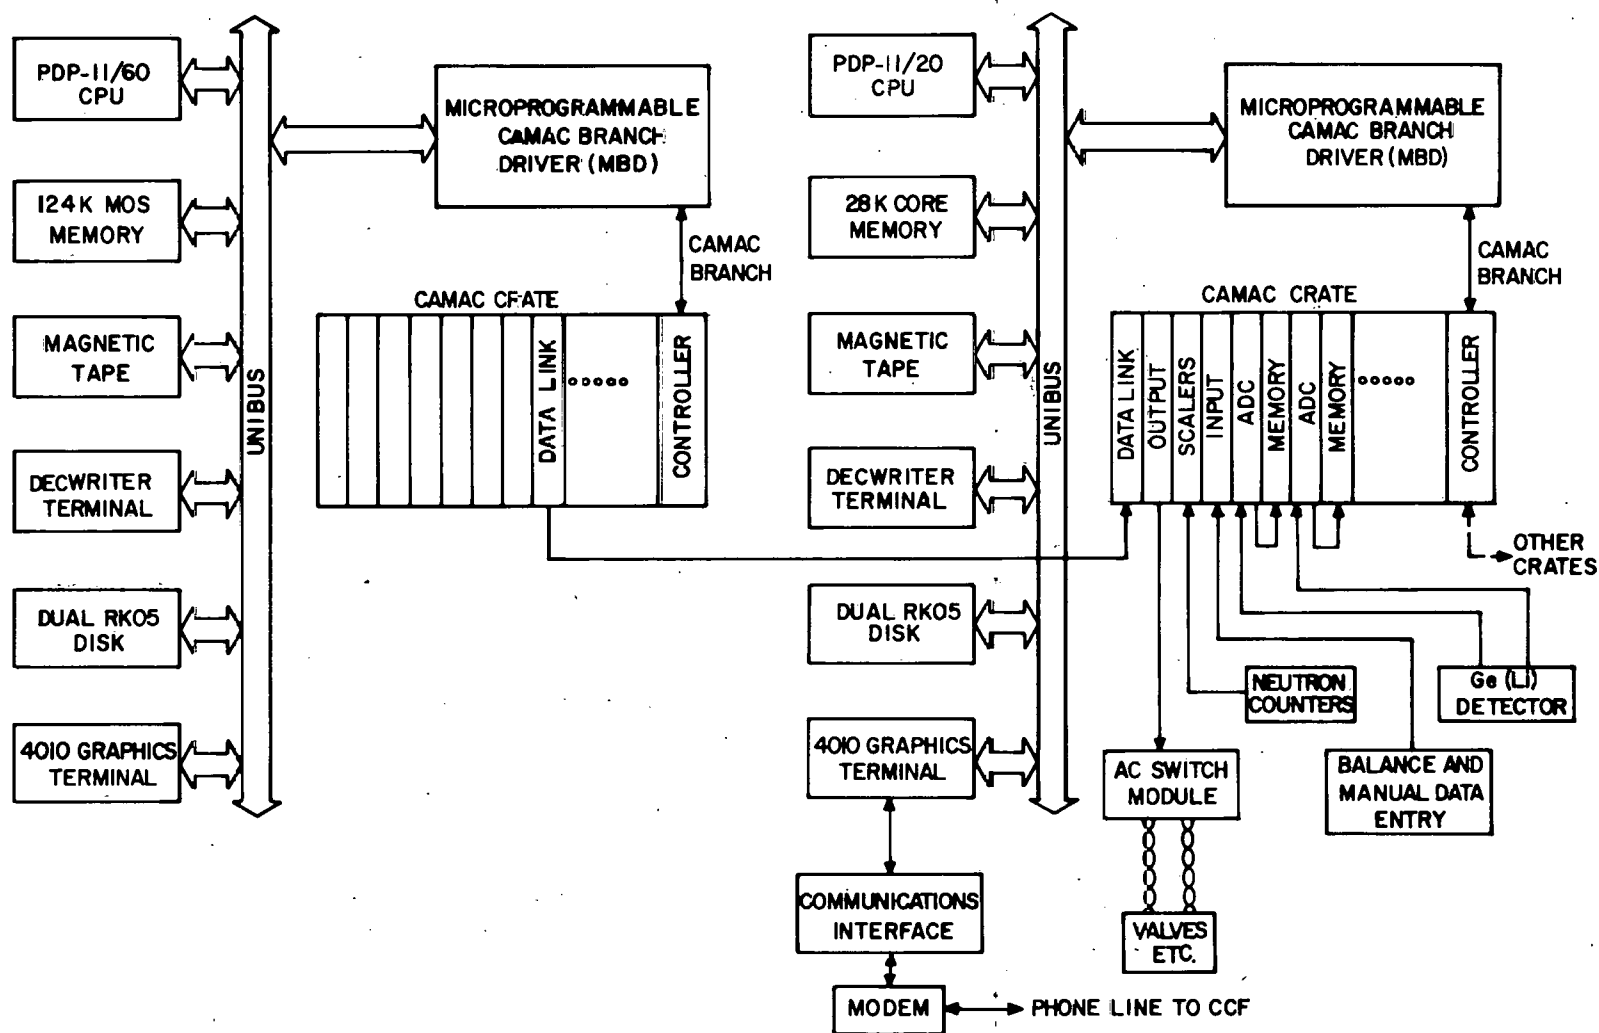 PDP-11/60
CPU
124K MOS
MEMORY
MAGNETIC
TAPE
DECWRITER
TERMINAL
DUAL RK05
DISK
4010 GRAPHICS
TERMINAL
UNIBUS
MICROPROGRAMMABLE
CAMAC BRANCH
DRIVER (MBD)
CAMAC
BRANCH
CAMAC CRATE
DATA LINK
ooooo
CONTROLLER
PDP-11/20
CPU
28K CORE
MEMORY
MAGNETIC
TAPE
DECWRITER
TERMINAL
DUAL RK05
DISK
4010 GRAPHICS
TERMINAL
COMMUNICATIONS
INTERFACE
MODEM
PHONE LINE TO CCF
UNIBUS
MICROPROGRAMMABLE
CAMAC BRANCH
DRIVER (MBD)
CAMAC
BRANCH
CAMAC CRATE
DATA LINK
OUTPUT
SCALERS
INPUT
ADC
MEMORY
ADC
MEMORY
ooooo
CONTROLLER
OTHER
CRATES
NEUTRON
COUNTERS
Ge (Li)
DETECTOR
AC SWITCH
MODULE
BALANCE AND
MANUAL DATA
ENTRY
VALVES
ETC.